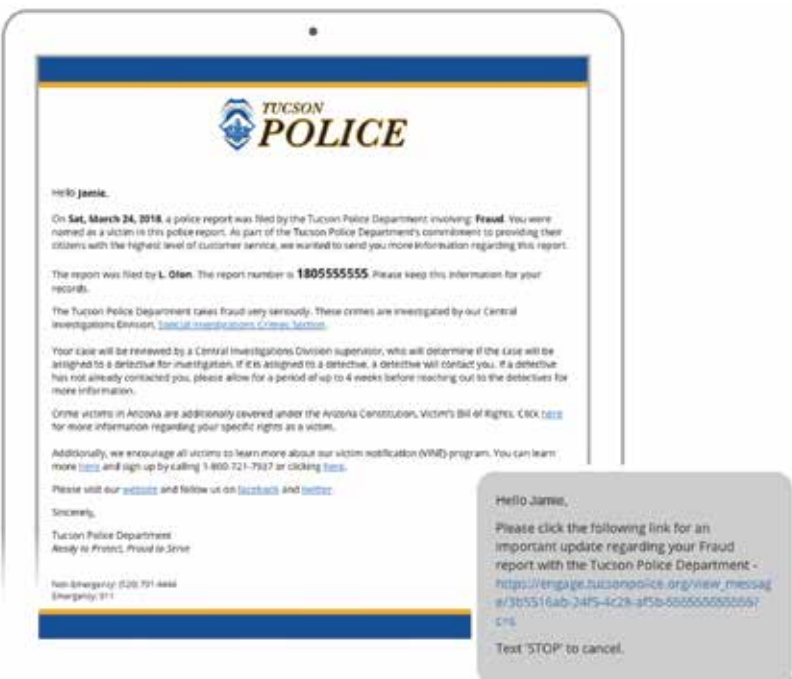 TUCSON
POLICE
Hello Jamie,
On Sat, March 24, 2018, a police report was filed by the Tucson Police Department involving: Fraud. You were
named as a victim in this police report. As part of the Tucson Police Department's commitment to providing their
citizens with the highest level of customer service, we wanted to send you more information regarding this report.
The report was filed by L. Olon. The report number is 1805555555. Please keep this information for your
records.
The Tucson Police Department takes fraud very seriously. These crimes are investigated by our Central
Investigations Division, Special Investigations Crimes Section.
Your case will be reviewed by a Central Investigations Division supervisor, who will determine if the case will be
assigned to a detective for investigation. If it is assigned to a detective, a detective will contact you. If a detective
has not already contacted you, please allow for a period of up to 4 weeks before reaching out to the detectives for
more information.
Crime victims in Arizona are additionally covered under the Arizona Constitution, Victim's Bill of Rights. Click here
for more information regarding your specific rights as a victim.
Additionally, we encourage all victims to learn more about our victim notification (VINE) program. You can learn
more here and sign up by calling 1-800-721-7937 or clicking here.
Please visit our website and follow us on facebook and twitter
Sincerely,
Tucson Police Department
Ready to Protect, Proud to Serve
Non-Emergency: (520) 791-4444
Emergency: 911
Hello Jamie,
Please click the following link for an
important update regarding your Fraud
report with the Tucson Police Department -
https://engage.tucsonpolice.org/view_messag
e/3b5516ab-24f5-4c28-af5b-555555555555?
Text 'STOP' to cancel.